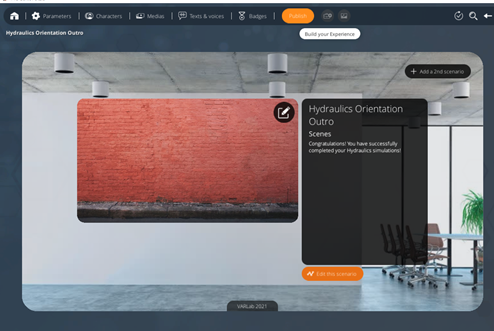 Parameters
Characters
Medias
Texts & voices
Badges
Publish
Build your Experience
Hydraulics Orientation Outro
Add a 2nd scenario
Hydraulics Orientation
Outro
Scenes
Congratulations! You have successfully
completed your Hydraulics simulations!
Edit this scenario
VARLab 2021